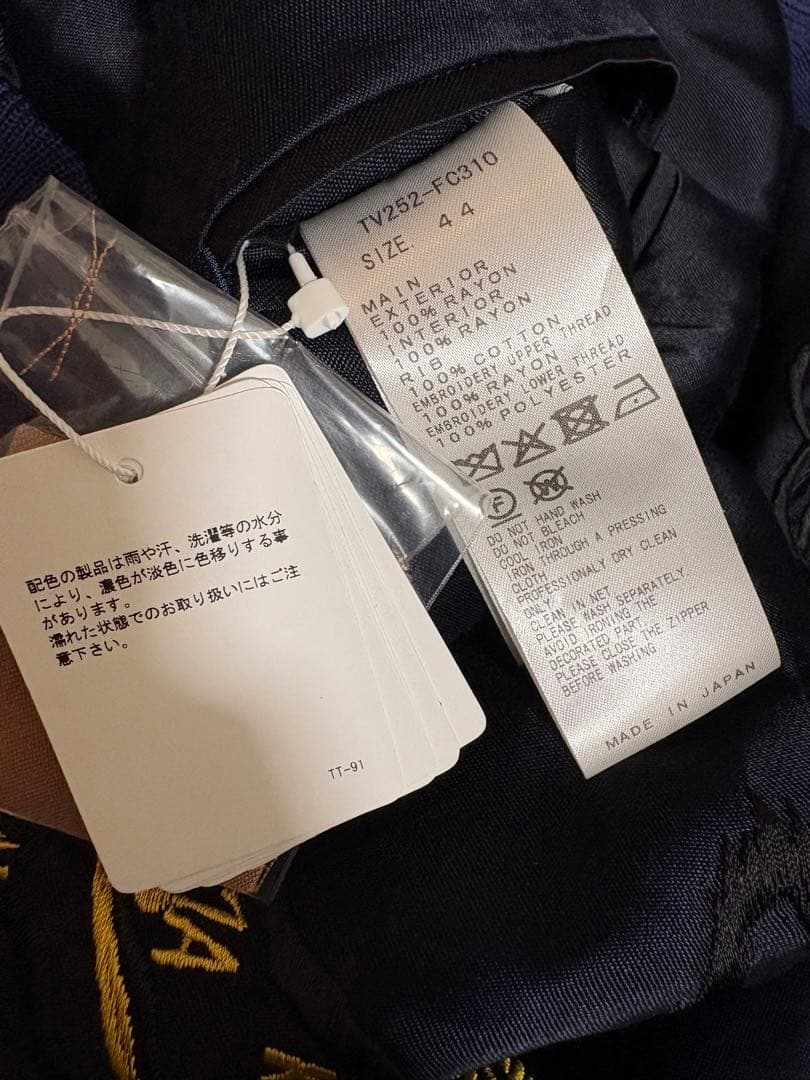 TV252-FC310
SIZE. 44
MAIN
EXTERIOR
100% RAYON
INTERIOR
100% RAYON
RIB
100% COTTON
EMBROIDERY UPPER THREAD
100% RAYON
EMBROIDERY LOWER THREAD
100% POLYESTER
F
W
DO NOT HAND WASH
DO NOT BLEACH
COOL IRON
IRON THROUGH A PRESSING
CLOTH
PROFESSIONALY DRY CLEAN
ONLY
CLEAN IN NET
PLEASE WASH SEPARATELY
AVOID IRONING THE
DECORATED PART
PLEASE CLOSE THE ZIPPER
BEFORE WASHING
MADE IN JAPAN
配色の製品は雨や汗、洗濯等の水分
により、濃色が淡色に色移りする事
があります。
濡れた状態でのお取り扱いにはご注
意下さい。
TT-91